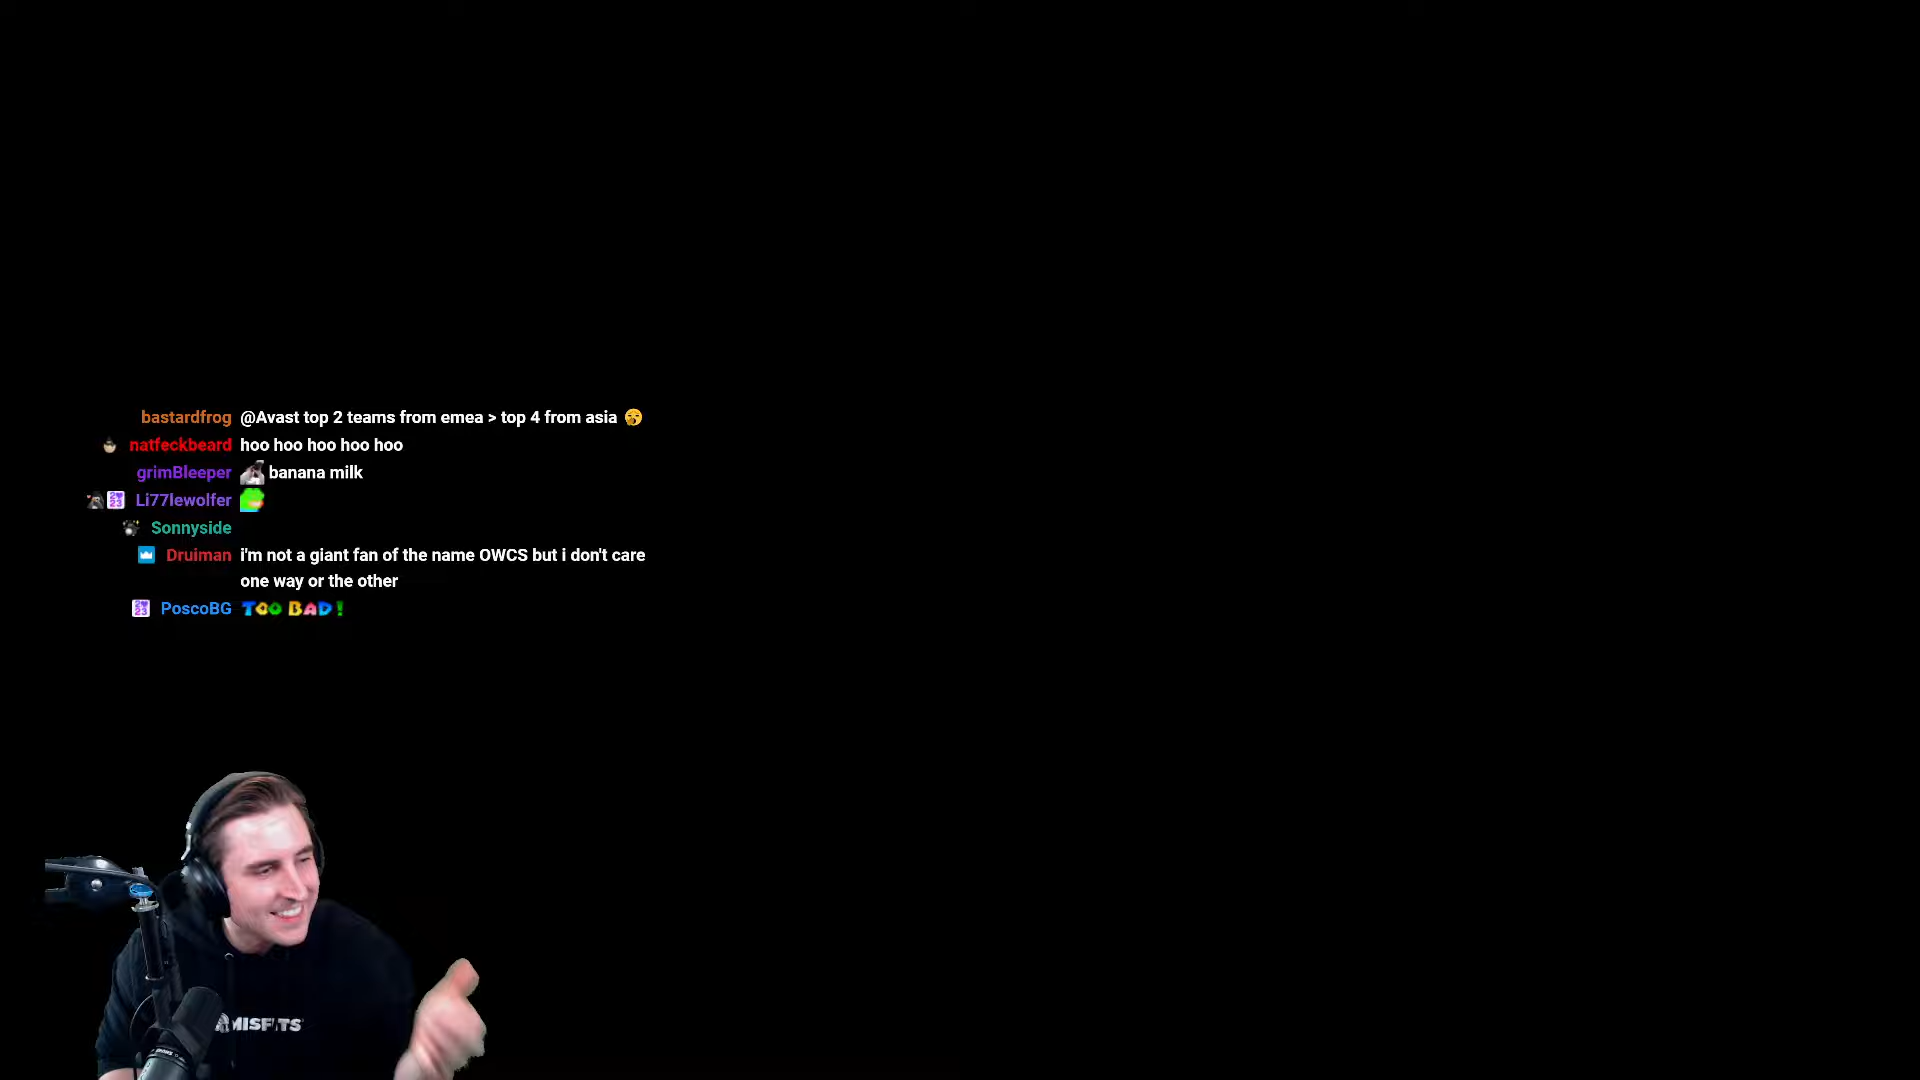 bastardfrog @Avast top 2 teams from emea > top 4 from asia 🥱
natfeckbeard hoo hoo hoo hoo hoo
grimBleeper banana milk
Li77lewolfer
Sonnyside
Druiman i'm not a giant fan of the name OWCS but i don't care
one way or the other
PoscoBG TOO BAD!
MISFITS